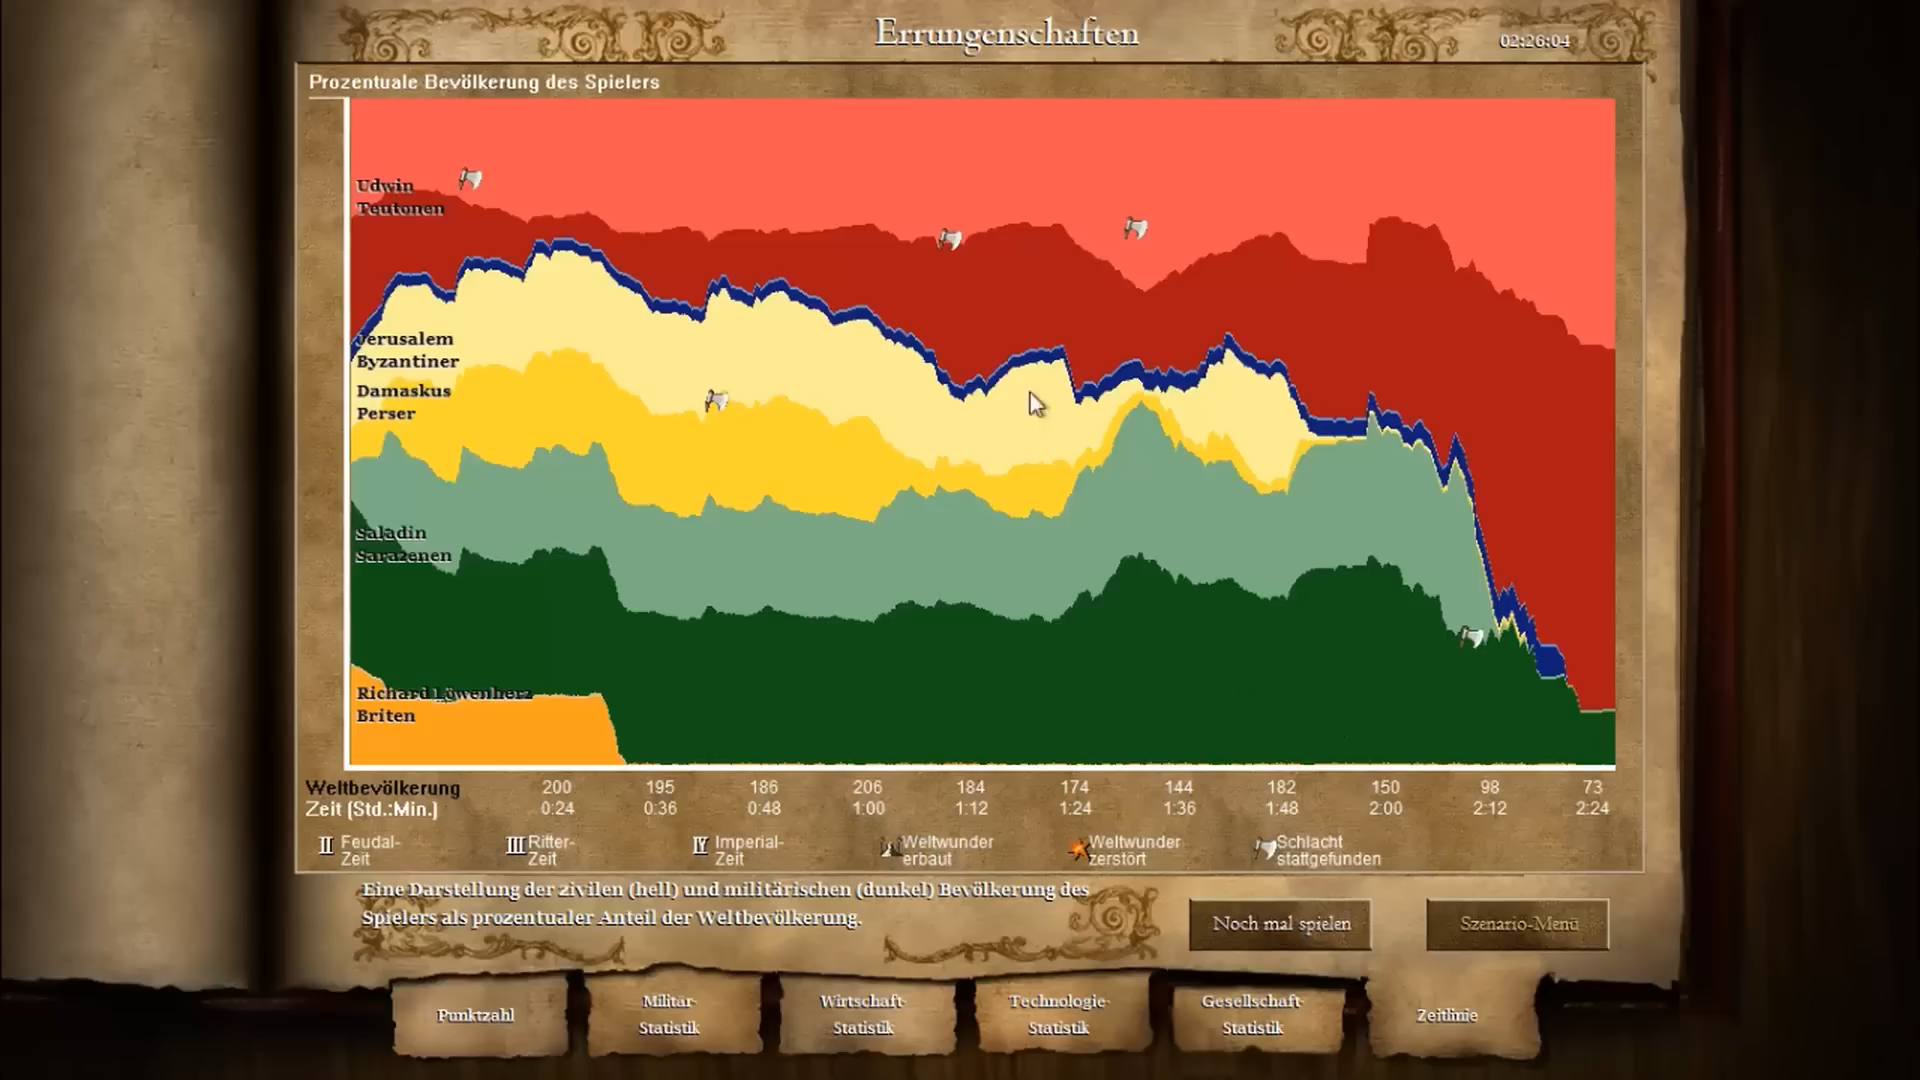 Errungenschaften
02:26:04
Prozentuale Bevölkerung des Spielers
Udwin
Teutonen
Jerusalem
Byzantiner
Damaskus
Perser
Saladin
Sarazenen
Richard Löwenherz
Briten
Weltbevölkerung 200 195 186 206 184 174 144 182 150 98 73
Zeit (Std.:Min.) 0:24 0:36 0:48 1:00 1:12 1:24 1:36 1:48 2:00 2:12 2:24
II Feudal-Zeit
III Ritter-Zeit
IV Imperial-Zeit
Weltwunder erbaut
Weltwunder zerstört
Schlacht stattgefunden
Eine Darstellung der zivilen (hell) und militärischen (dunkel) Bevölkerung des
Spielers als prozentualer Anteil der Weltbevölkerung.
Noch mal spielen
Szenario-Menü
Punktzahl
Militär-
Statistik
Wirtschaft-
Statistik
Technologie-
Statistik
Gesellschaft-
Statistik
Zeitlinie